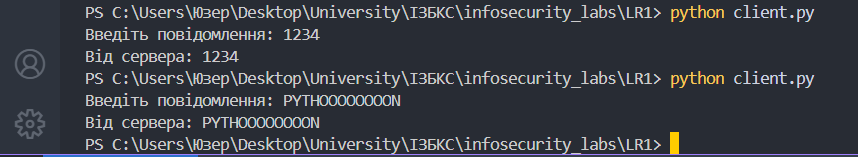 PS C:\Users\Юзер\Desktop\University\ІЗБКС\infosecurity_labs\LR1> python client.py
Введіть повідомлення: 1234
Від сервера: 1234
PS C:\Users\Юзер\Desktop\University\ІЗБКС\infosecurity_labs\LR1> python client.py
Введіть повідомлення: PYTHOOOOOOOON
Від сервера: PYTHOOOOOOOON
PS C:\Users\Юзер\Desktop\University\ІЗБКС\infosecurity_labs\LR1>